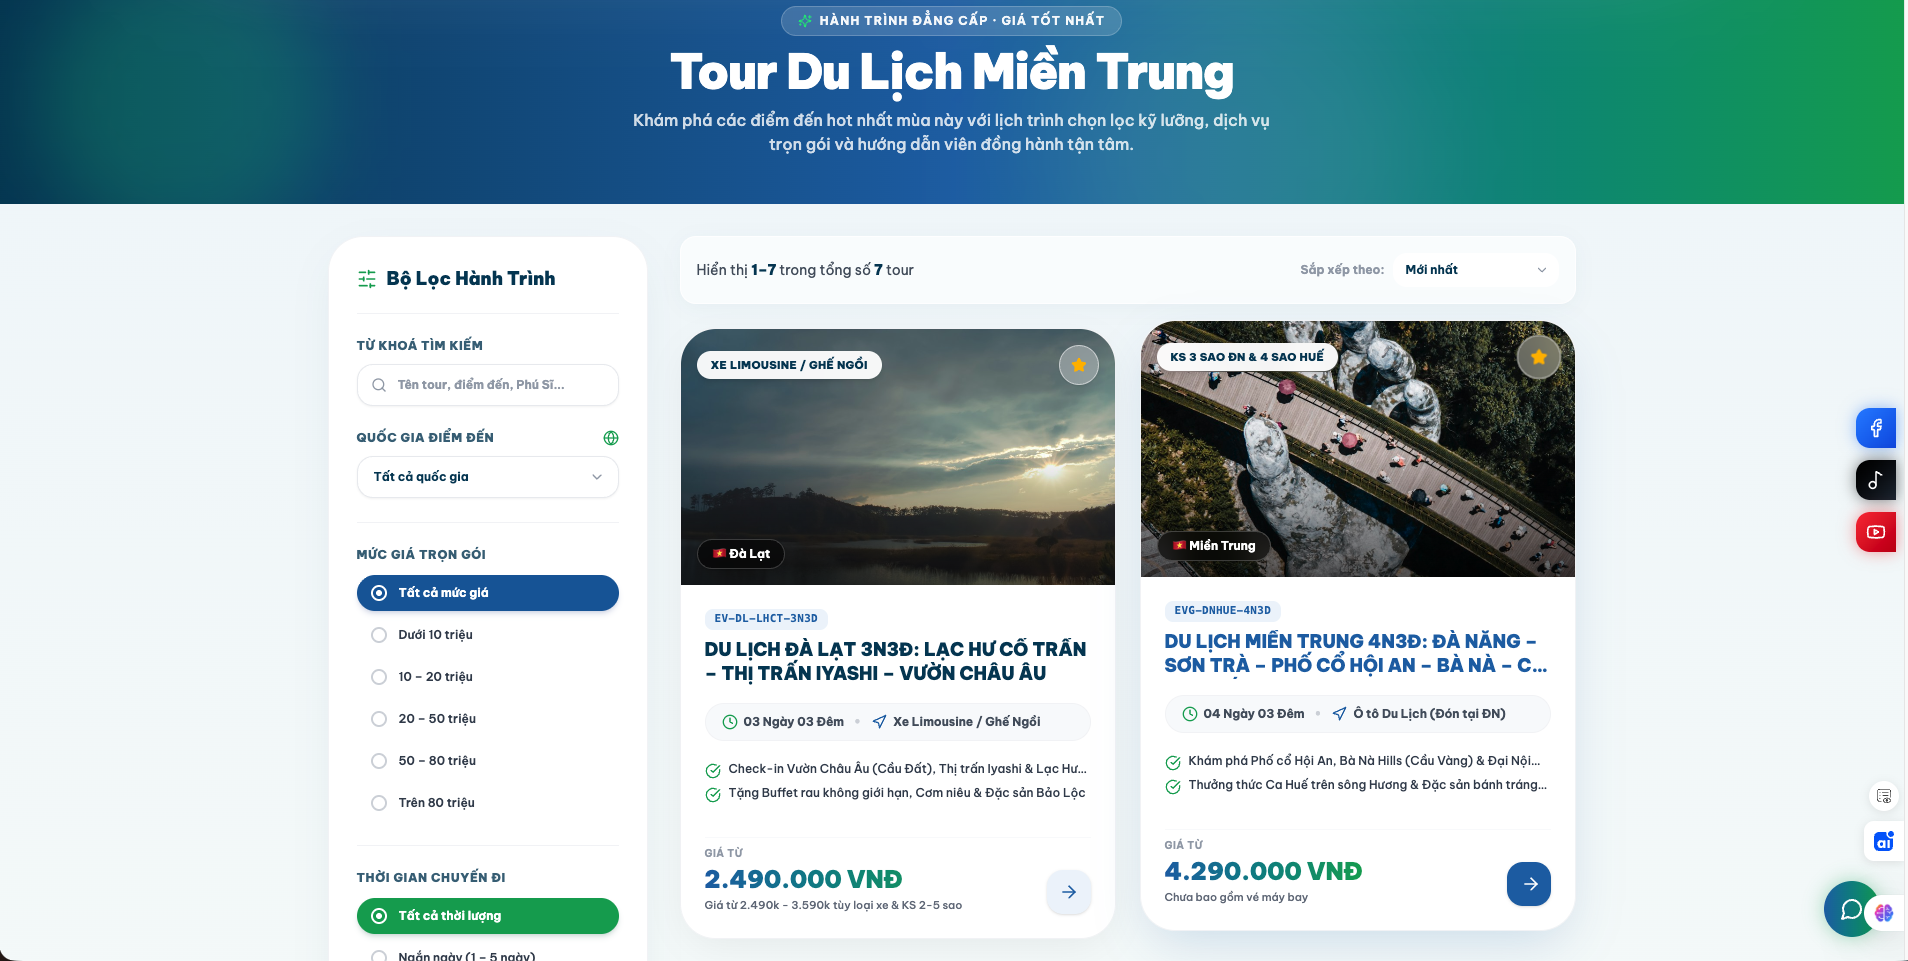 HÀNH TRÌNH ĐẲNG CẤP · GIÁ TỐT NHẤT
Tour Du Lịch Miền Trung
Khám phá các điểm đến hot nhất mùa này với lịch trình chọn lọc kỹ lưỡng, dịch vụ
trọn gói và hướng dẫn viên đồng hành tận tâm.
Bộ Lọc Hành Trình
TỪ KHOÁ TÌM KIẾM
Tên tour, điểm đến, Phú Sĩ...
QUỐC GIA ĐIỂM ĐẾN
Tất cả quốc gia
MỨC GIÁ TRỌN GÓI
Tất cả mức giá
Dưới 10 triệu
10 – 20 triệu
20 – 50 triệu
50 – 80 triệu
Trên 80 triệu
THỜI GIAN CHUYẾN ĐI
Tất cả thời lượng
Ngắn ngày (1 – 5 ngày)
Hiển thị 1–7 trong tổng số 7 tour
Sắp xếp theo:
Mới nhất
XE LIMOUSINE / GHẾ NGỒI
Đà Lạt
EV-DL-LHCT-3N3D
DU LỊCH ĐÀ LẠT 3N3Đ: LẠC HƯ CỔ TRẤN
– THỊ TRẤN IYASHI – VƯỜN CHÂU ÂU
03 Ngày 03 Đêm • Xe Limousine / Ghế Ngồi
Check-in Vườn Châu Âu (Cầu Đất), Thị trấn Iyashi & Lạc Hư...
Tặng Buffet rau không giới hạn, Cơm niêu & Đặc sản Bảo Lộc
GIÁ TỪ
2.490.000 VNĐ
Giá từ 2.490k - 3.590k tùy loại xe & KS 2-5 sao
KS 3 SAO ĐN & 4 SAO HUẾ
Miền Trung
EVG-DNHUE-4N3D
DU LỊCH MIỀN TRUNG 4N3Đ: ĐÀ NẴNG –
SƠN TRÀ – PHỐ CỔ HỘI AN – BÀ NÀ – C...
04 Ngày 03 Đêm • Ô tô Du Lịch (Đón tại ĐN)
Khám phá Phố cổ Hội An, Bà Nà Hills (Cầu Vàng) & Đại Nội...
Thưởng thức Ca Huế trên sông Hương & Đặc sản bánh tráng...
GIÁ TỪ
4.290.000 VNĐ
Chưa bao gồm vé máy bay
ai